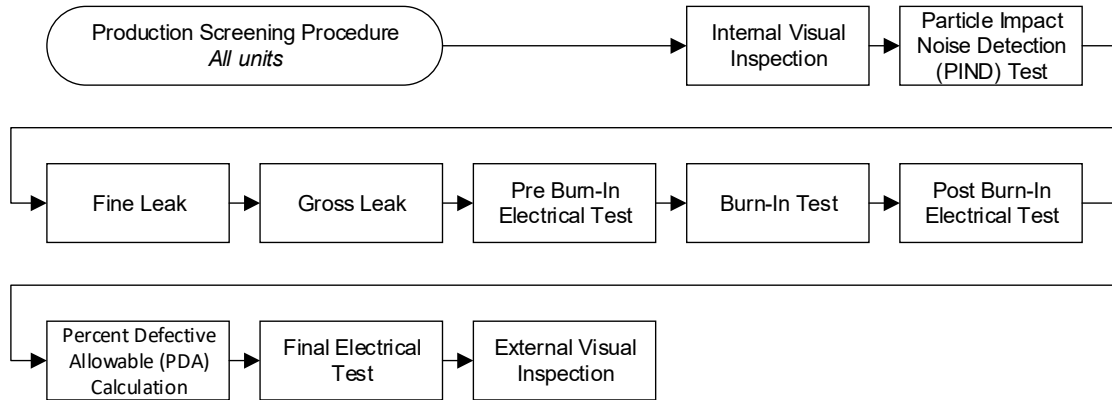 Production Screening Procedure
All units
Internal Visual
Inspection
Particle Impact
Noise Detection
(PIND) Test
Fine Leak
Gross Leak
Pre Burn-In
Electrical Test
Burn-In Test
Post Burn-In
Electrical Test
Percent Defective
Allowable (PDA)
Calculation
Final Electrical
Test
External Visual
Inspection